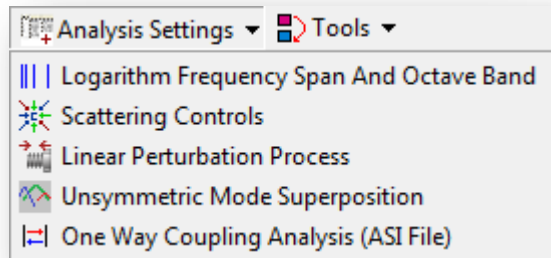 Analysis Settings Tools
Logarithm Frequency Span And Octave Band
Scattering Controls
Linear Perturbation Process
Unsymmetric Mode Superposition
One Way Coupling Analysis (ASI File)